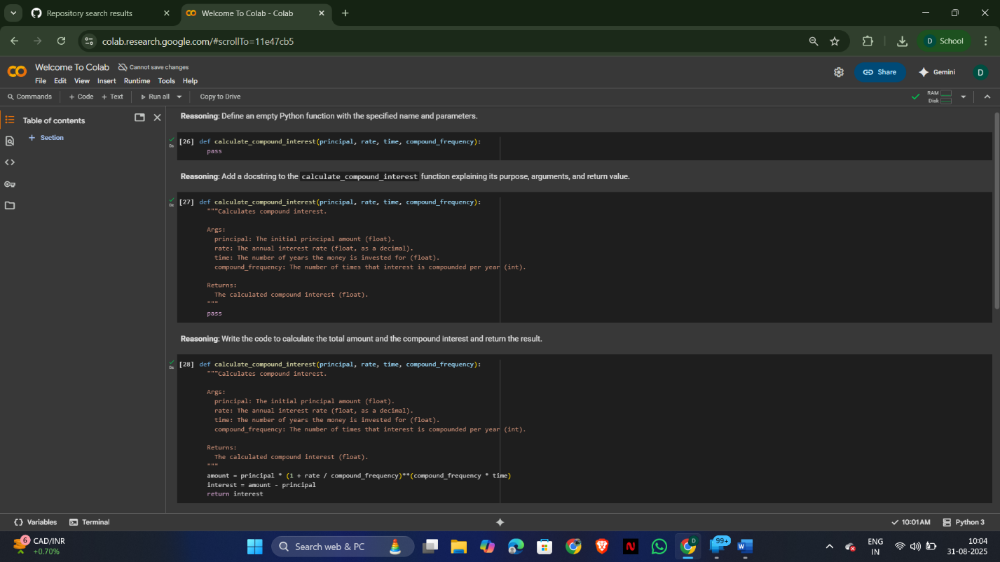 Repository search results
Welcome To Colab - Colab
colab.research.google.com/#scrollTo=11e47cb5
D School
Welcome To Colab
Cannot save changes
File Edit View Insert Runtime Tools Help
Share
Gemini
D
Commands
+ Code + Text
Run all
Copy to Drive
RAM
Disk
Table of contents
+ Section
Reasoning: Define an empty Python function with the specified name and parameters.
0s
[26] def calculate_compound_interest(principal, rate, time, compound_frequency):
pass
Reasoning: Add a docstring to the calculate_compound_interest function explaining its purpose, arguments, and return value.
0s
[27] def calculate_compound_interest(principal, rate, time, compound_frequency):
"""Calculates compound interest.
Args:
principal: The initial principal amount (float).
rate: The annual interest rate (float, as a decimal).
time: The number of years the money is invested for (float).
compound_frequency: The number of times that interest is compounded per year (int).
Returns:
The calculated compound interest (float).
"""
pass
Reasoning: Write the code to calculate the total amount and the compound interest and return the result.
0s
[28] def calculate_compound_interest(principal, rate, time, compound_frequency):
"""Calculates compound interest.
Args:
principal: The initial principal amount (float).
rate: The annual interest rate (float, as a decimal).
time: The number of years the money is invested for (float).
compound_frequency: The number of times that interest is compounded per year (int).
Returns:
The calculated compound interest (float).
"""
amount = principal * (1 + rate / compound_frequency)**(compound_frequency * time)
interest = amount - principal
return interest
{} Variables
Terminal
10:01 AM
Python 3
6
CAD/INR
+0.70%
Search web & PC
D
99+
W
ENG
IN
10:04
31-08-2025